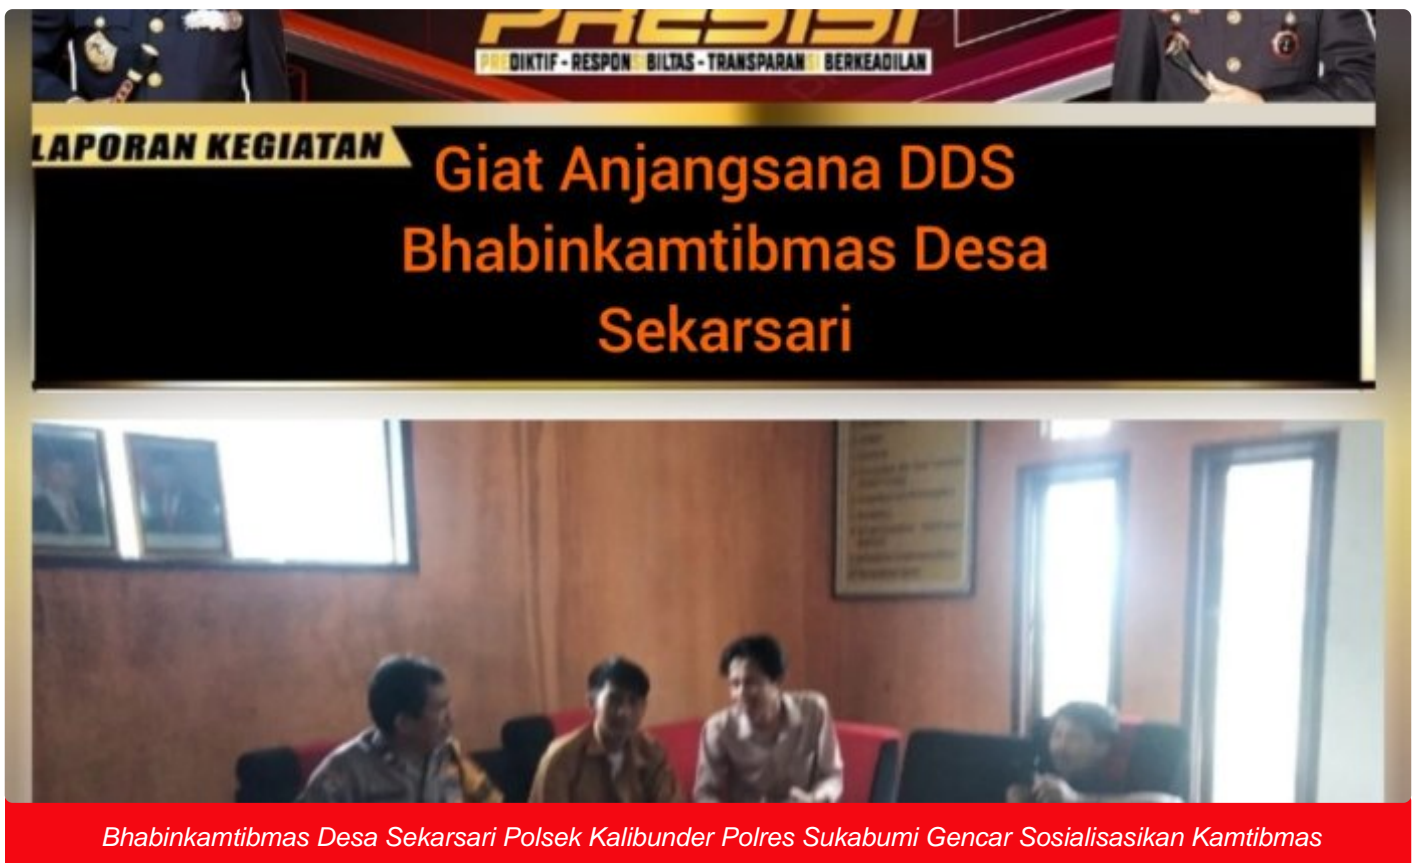 PRESISI
PREDIKTIF - RESPONSIBILTAS - TRANSPARANSI BERKEADILAN
LAPORAN KEGIATAN
Giat Anjangsana DDS
Bhabinkamtibmas Desa
Sekarsari
Bhabinkamtibmas Desa Sekarsari Polsek Kalibunder Polres Sukabumi Gencar Sosialisasikan Kamtibmas